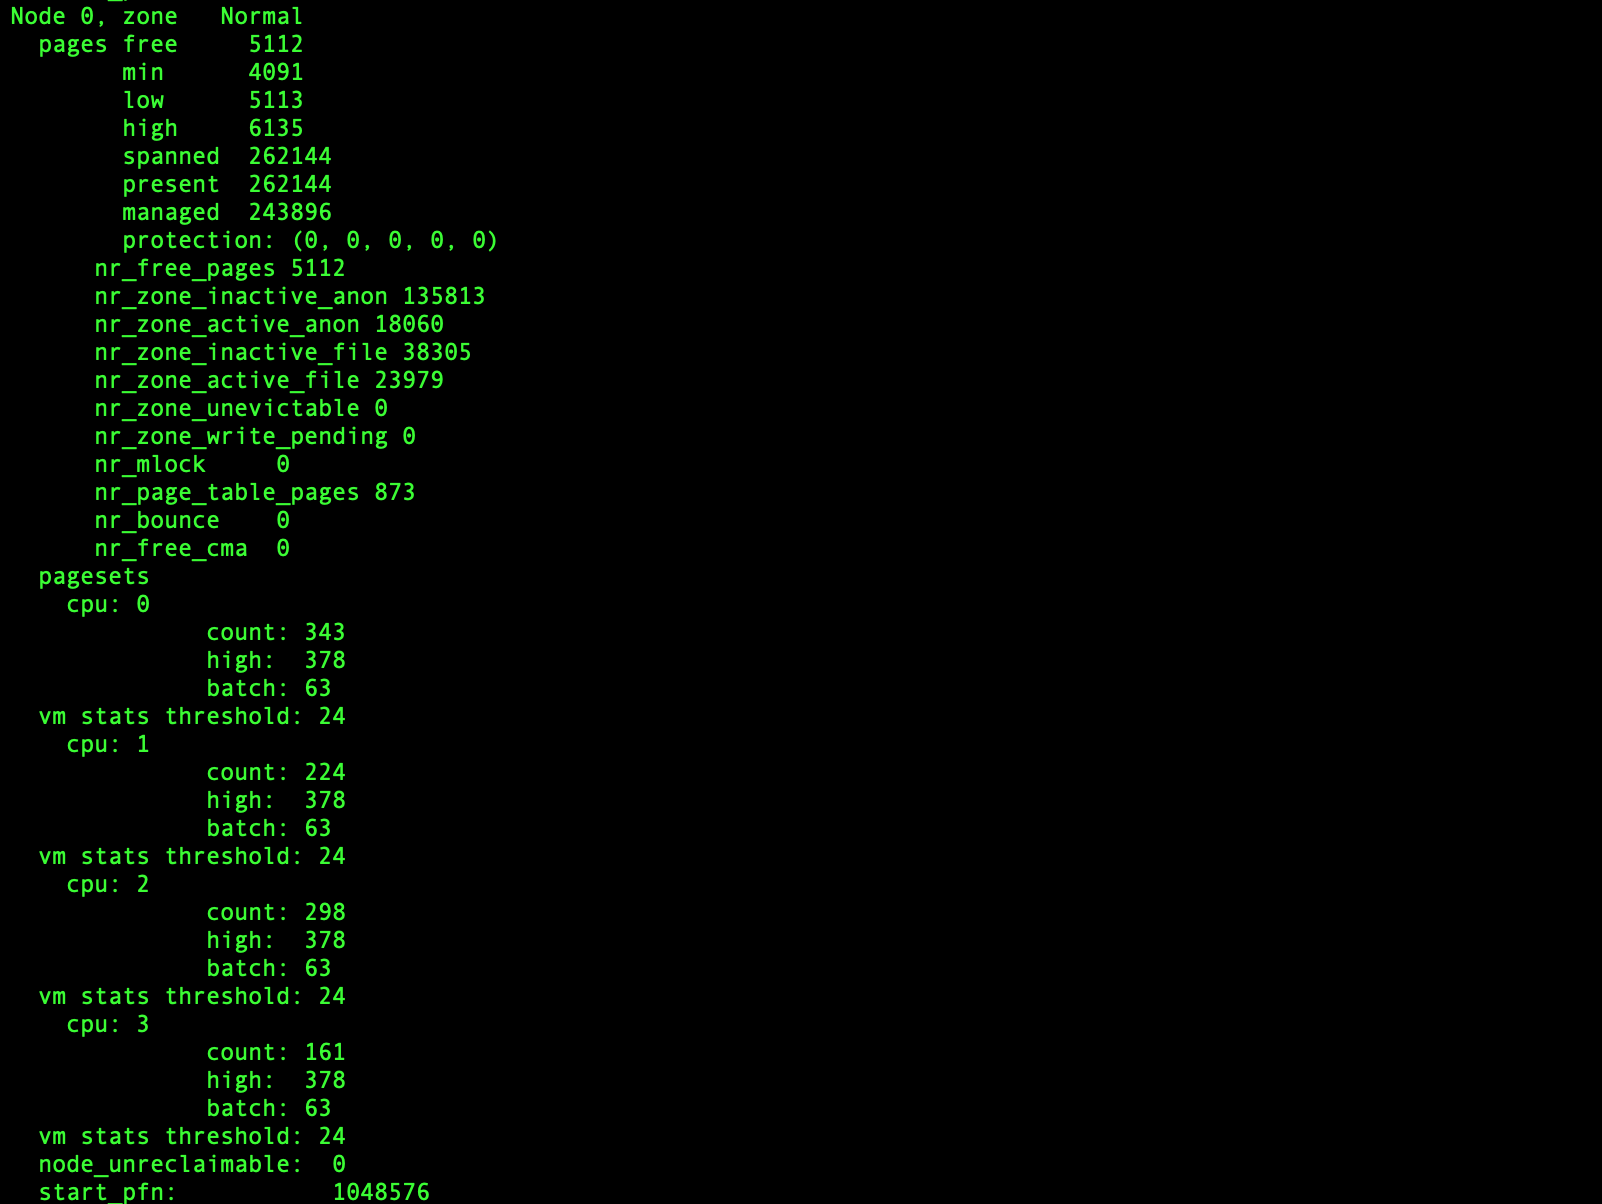 Node 0, zone   Normal
  pages free     5112
        min      4091
        low      5113
        high     6135
        spanned  262144
        present  262144
        managed  243896
        protection: (0, 0, 0, 0, 0)
      nr_free_pages 5112
      nr_zone_inactive_anon 135813
      nr_zone_active_anon 18060
      nr_zone_inactive_file 38305
      nr_zone_active_file 23979
      nr_zone_unevictable 0
      nr_zone_write_pending 0
      nr_mlock     0
      nr_page_table_pages 873
      nr_bounce    0
      nr_free_cma  0
  pagesets
    cpu: 0
              count: 343
              high:  378
              batch: 63
  vm stats threshold: 24
    cpu: 1
              count: 224
              high:  378
              batch: 63
  vm stats threshold: 24
    cpu: 2
              count: 298
              high:  378
              batch: 63
  vm stats threshold: 24
    cpu: 3
              count: 161
              high:  378
              batch: 63
  vm stats threshold: 24
  node_unreclaimable:  0
  start_pfn:           1048576